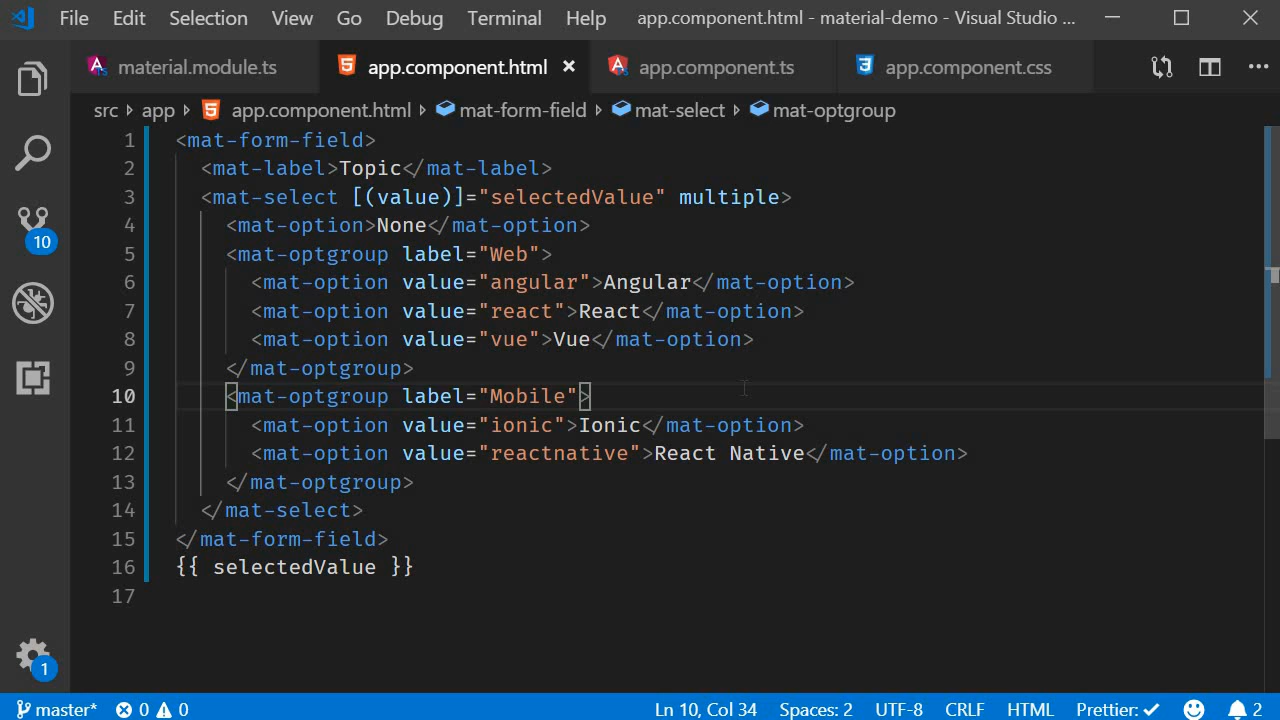 File Edit Selection View Go Debug Terminal Help app.component.html - material-demo - Visual Studio ...
material.module.ts app.component.html app.component.ts app.component.css
src > app > app.component.html > mat-form-field > mat-select > mat-optgroup
1 <mat-form-field>
2 <mat-label>Topic</mat-label>
3 <mat-select [(value)]="selectedValue" multiple>
4 <mat-option>None</mat-option>
5 <mat-optgroup label="Web">
6 <mat-option value="angular">Angular</mat-option>
7 <mat-option value="react">React</mat-option>
8 <mat-option value="vue">Vue</mat-option>
9 </mat-optgroup>
10 <mat-optgroup label="Mobile">
11 <mat-option value="ionic">Ionic</mat-option>
12 <mat-option value="reactnative">React Native</mat-option>
13 </mat-optgroup>
14 </mat-select>
15 </mat-form-field>
16 {{ selectedValue }}
17
10
1
master* 0 0 Ln 10, Col 34 Spaces: 2 UTF-8 CRLF HTML Prettier: ✓ 2